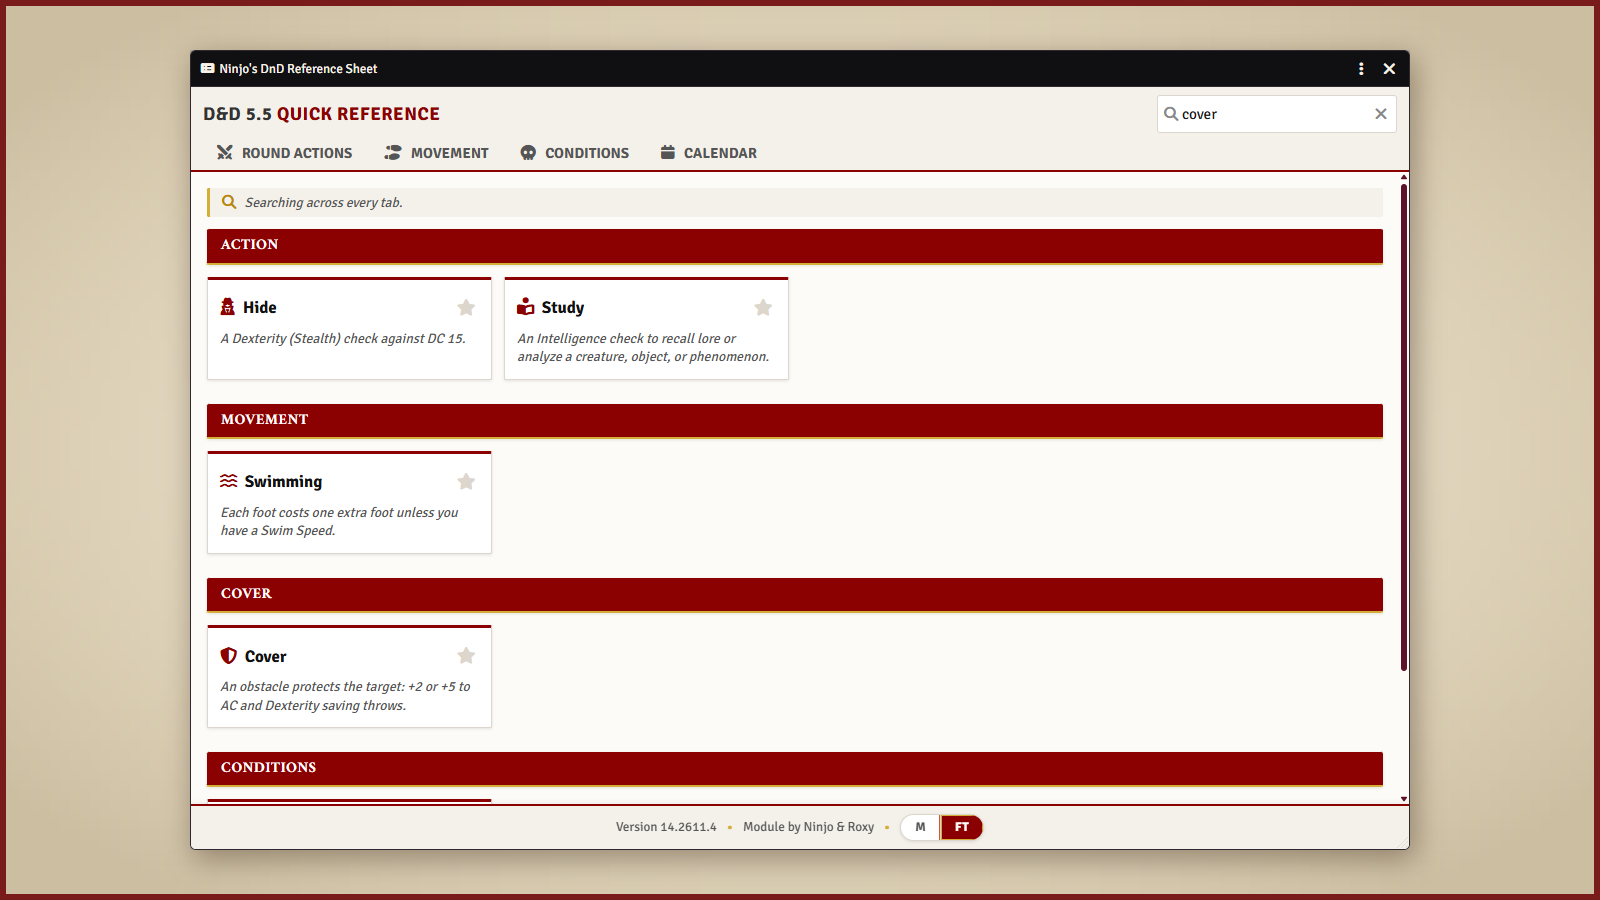 Ninjo's DnD Reference Sheet
D&D 5.5 QUICK REFERENCE
cover
ROUND ACTIONS
MOVEMENT
CONDITIONS
CALENDAR
Searching across every tab.
ACTION
Hide
A Dexterity (Stealth) check against DC 15.
Study
An Intelligence check to recall lore or
analyze a creature, object, or phenomenon.
MOVEMENT
Swimming
Each foot costs one extra foot unless you
have a Swim Speed.
COVER
Cover
An obstacle protects the target: +2 or +5 to
AC and Dexterity saving throws.
CONDITIONS
Version 14.2611.4 • Module by Ninjo & Roxy •
M
FT